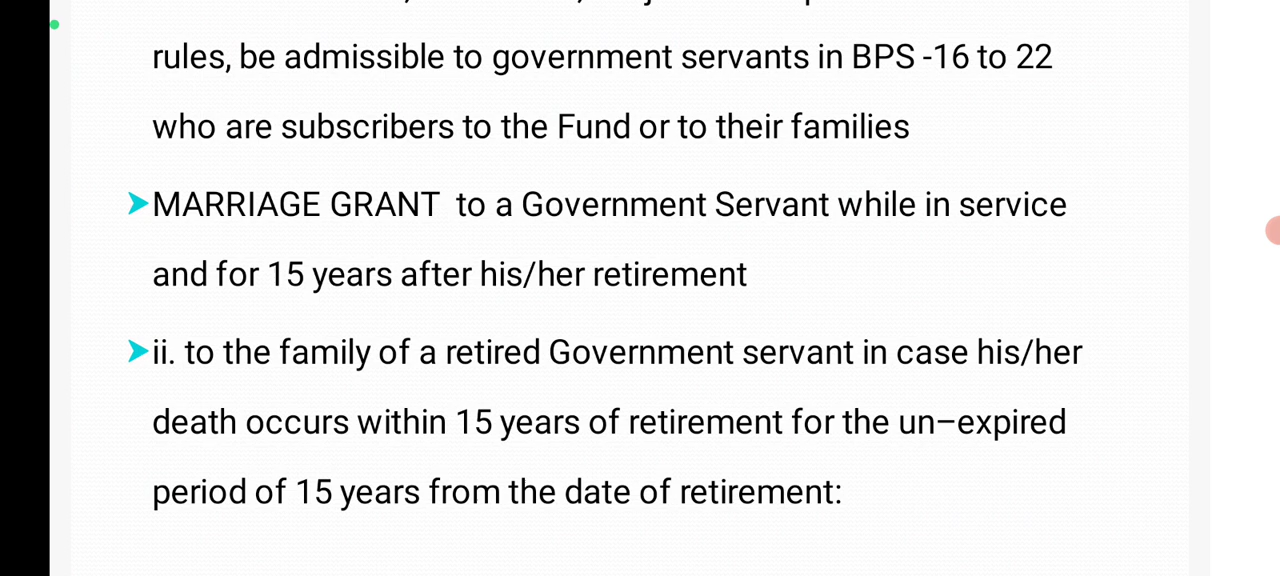 rules, be admissible to government servants in BPS -16 to 22
who are subscribers to the Fund or to their families
➤MARRIAGE GRANT  to a Government Servant while in service
and for 15 years after his/her retirement
➤ii. to the family of a retired Government servant in case his/her
death occurs within 15 years of retirement for the un–expired
period of 15 years from the date of retirement: